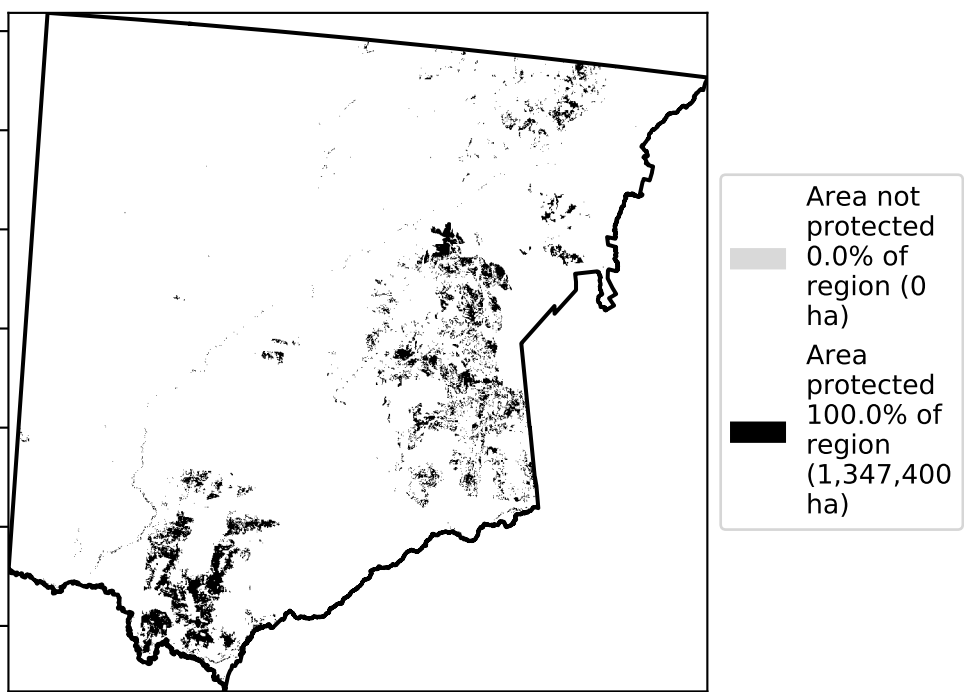 Area not
protected
0.0% of
region (0
ha)
Area
protected
100.0% of
region
(1,347,400
ha)